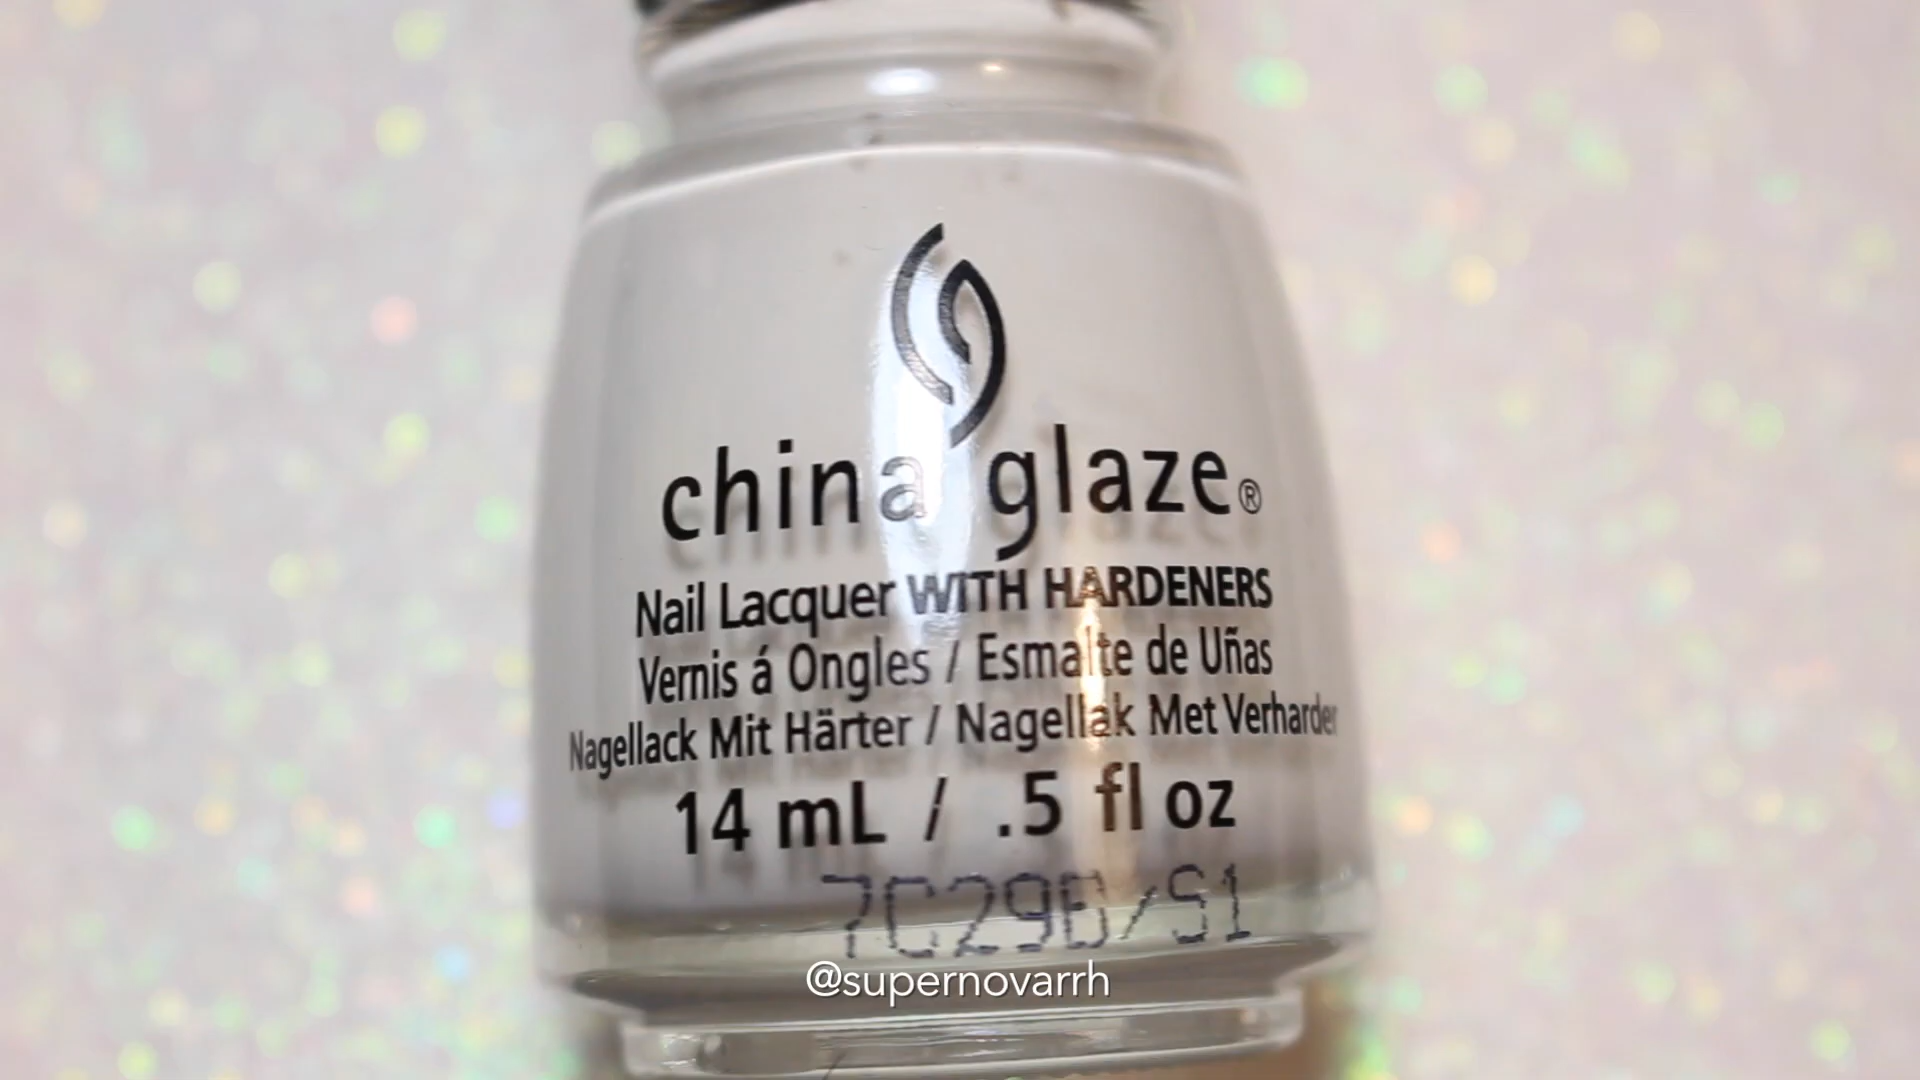 china glaze®
Nail Lacquer WITH HARDENERS
Vernis á Ongles / Esmalte de Uñas
Nagellack Mit Härter / Nagellak Met Verharder
14 mL / .5 fl oz
7C29B/S1
@supernovarrh